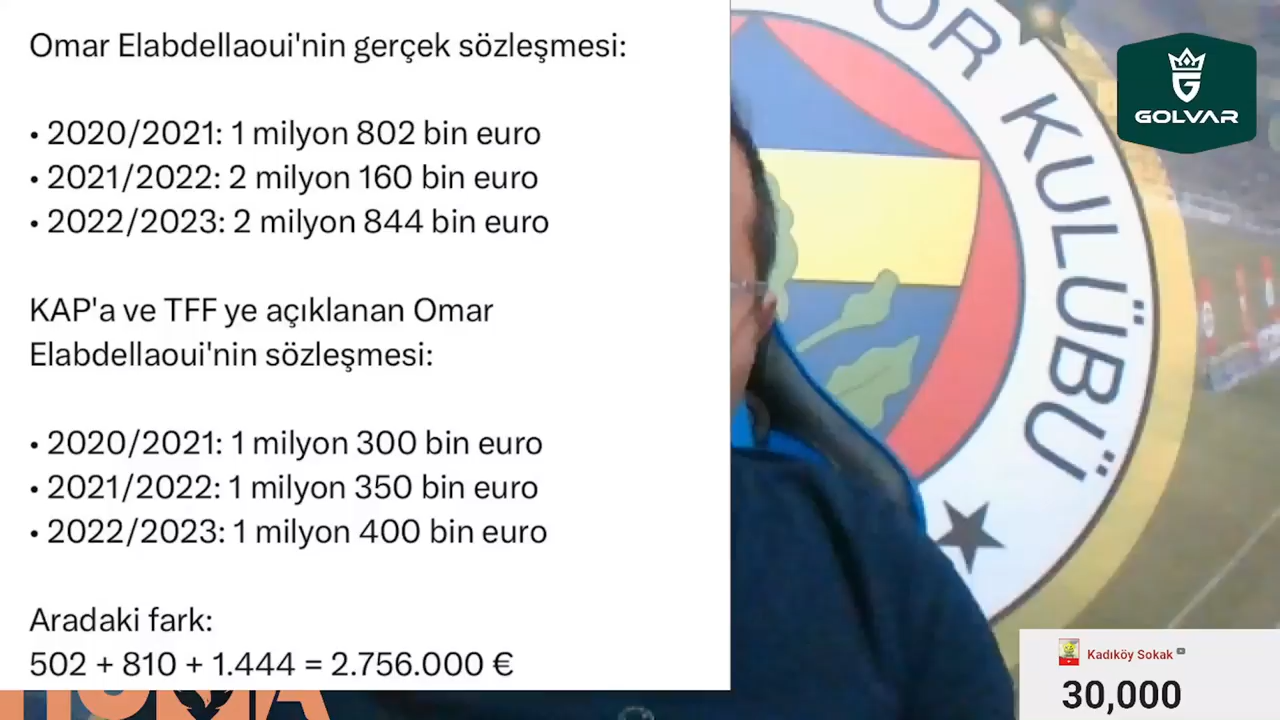 Omar Elabdellaoui'nin gerçek sözleşmesi:
• 2020/2021: 1 milyon 802 bin euro
• 2021/2022: 2 milyon 160 bin euro
• 2022/2023: 2 milyon 844 bin euro
KAP'a ve TFF ye açıklanan Omar
Elabdellaoui'nin sözleşmesi:
• 2020/2021: 1 milyon 300 bin euro
• 2021/2022: 1 milyon 350 bin euro
• 2022/2023: 1 milyon 400 bin euro
Aradaki fark:
502 + 810 + 1.444 = 2.756.000 €
OR KULÜBÜ
GOLVAR
Kadıköy Sokak
30,000